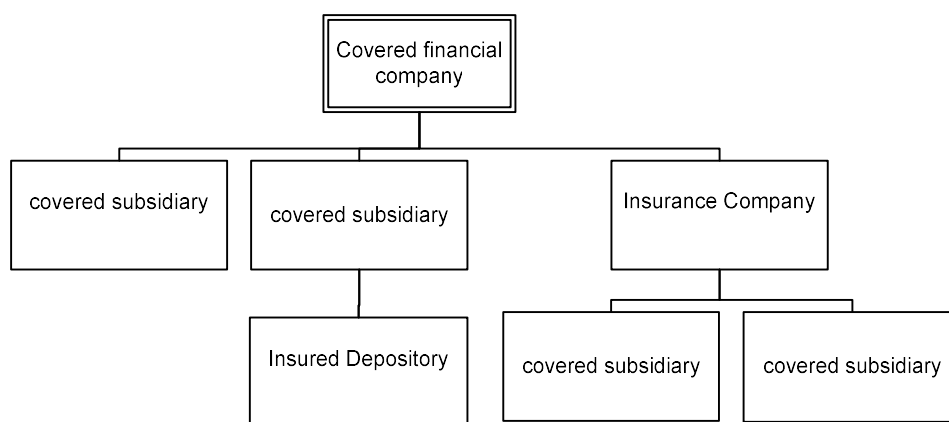 Covered financial
company
covered subsidiary
covered subsidiary
Insurance Company
Insured Depository
covered subsidiary
covered subsidiary